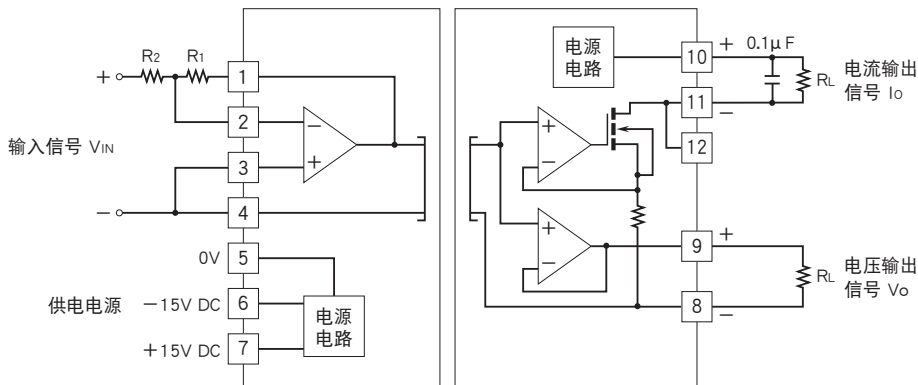 R2 R1
+
1
2
−
+
输入信号 VIN
3
−
4
0V 5
供电电源 −15V DC 6
+15V DC 7
电源
电路
电源
电路
10 + 0.1μF
RL 电流输出
信号 Io
11 −
12
+
−
+
−
9 +
RL 电压输出
信号 Vo
8 −